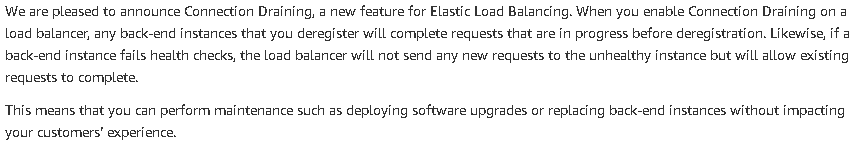 We are pleased to announce Connection Draining, a new feature for Elastic Load Balancing. When you enable Connection Draining on a
load balancer, any back-end instances that you deregister will complete requests that are in progress before deregistration. Likewise, if a
back-end instance fails health checks, the load balancer will not send any new requests to the unhealthy instance but will allow existing
requests to complete.
This means that you can perform maintenance such as deploying software upgrades or replacing back-end instances without impacting
your customers' experience.